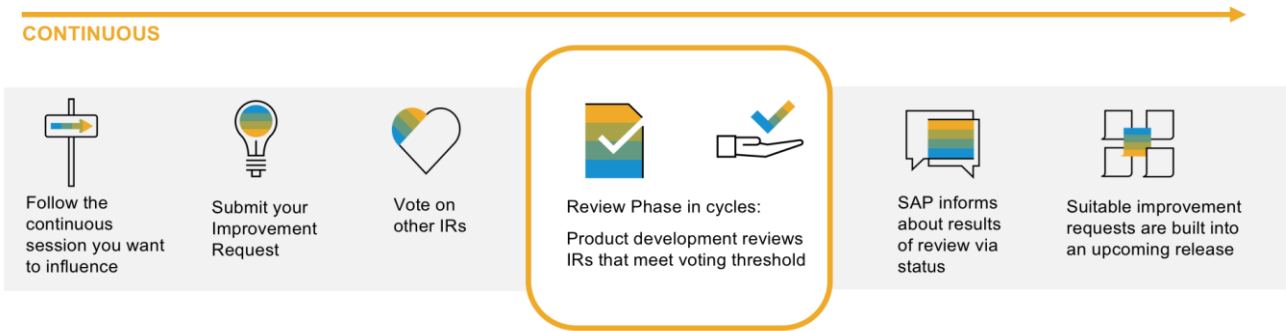 CONTINUOUS
Follow the
continuous
session you want
to influence
Submit your
Improvement
Request
Vote on
other IRs
Review Phase in cycles:
Product development reviews
IRs that meet voting threshold
SAP informs
about results
of review via
status
Suitable improvement
requests are built into
an upcoming release